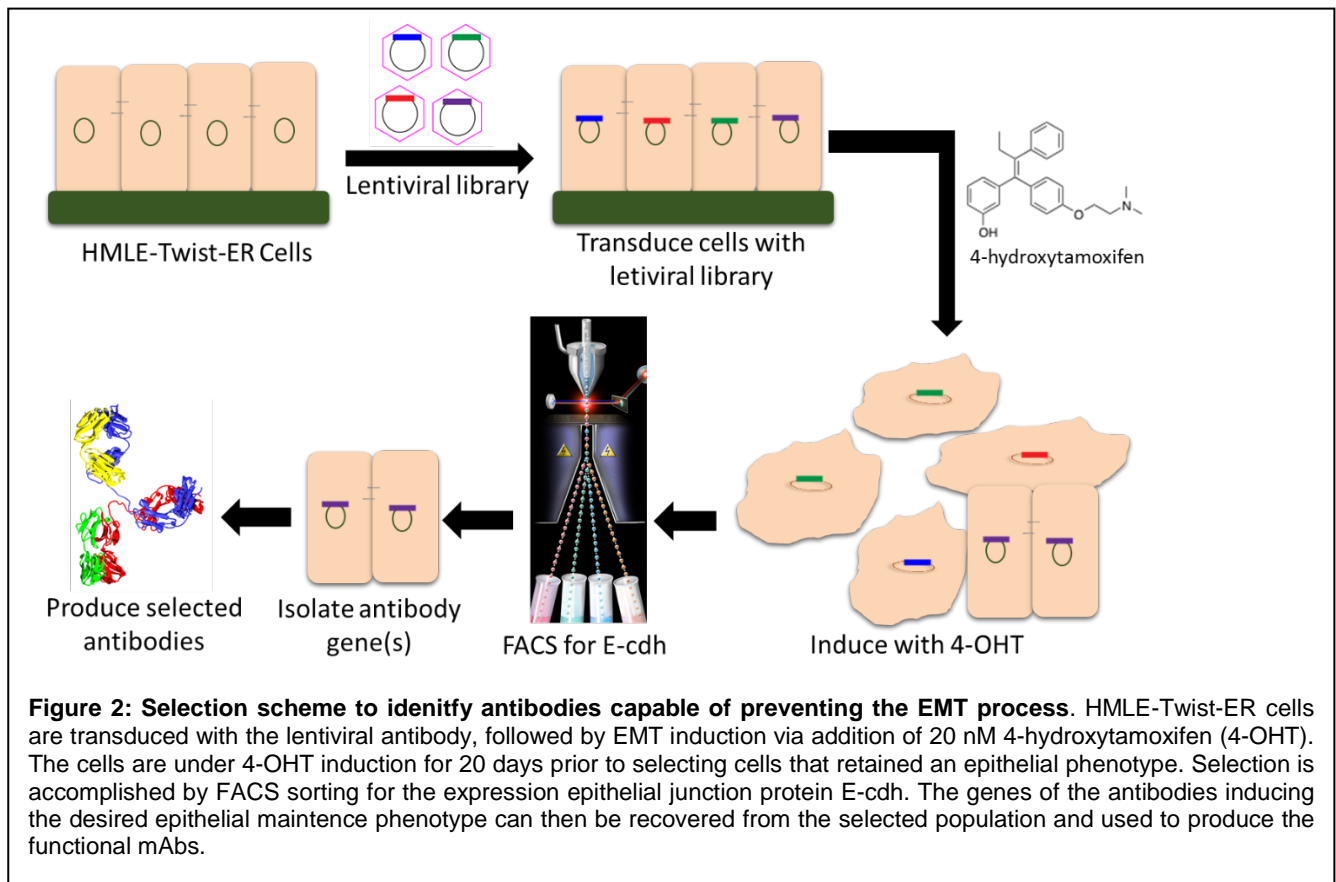 Lentiviral library
HMLE-Twist-ER Cells
Transduce cells with
letiviral library
OH
O
N
4-hydroxytamoxifen
Induce with 4-OHT
FACS for E-cdh
Isolate antibody
gene(s)
Produce selected
antibodies
Figure 2: Selection scheme to idenitfy antibodies capable of preventing the EMT process. HMLE-Twist-ER cells
are transduced with the lentiviral antibody, followed by EMT induction via addition of 20 nM 4-hydroxytamoxifen (4-OHT).
The cells are under 4-OHT induction for 20 days prior to selecting cells that retained an epithelial phenotype. Selection is
accomplished by FACS sorting for the expression epithelial junction protein E-cdh. The genes of the antibodies inducing
the desired epithelial maintence phenotype can then be recovered from the selected population and used to produce the
functional mAbs.